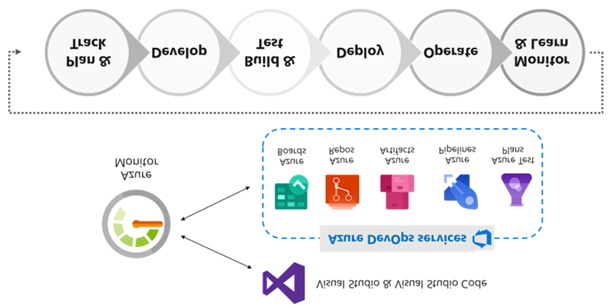 Visual Studio & Visual Studio Code
Azure DevOps services
Azure
Boards
Azure
Repos
Azure
Artifacts
Azure
Pipelines
Azure Test
Plans
Azure
Monitor
Plan &
Track
Develop
Build &
Test
Deploy
Operate
Monitor
& Learn